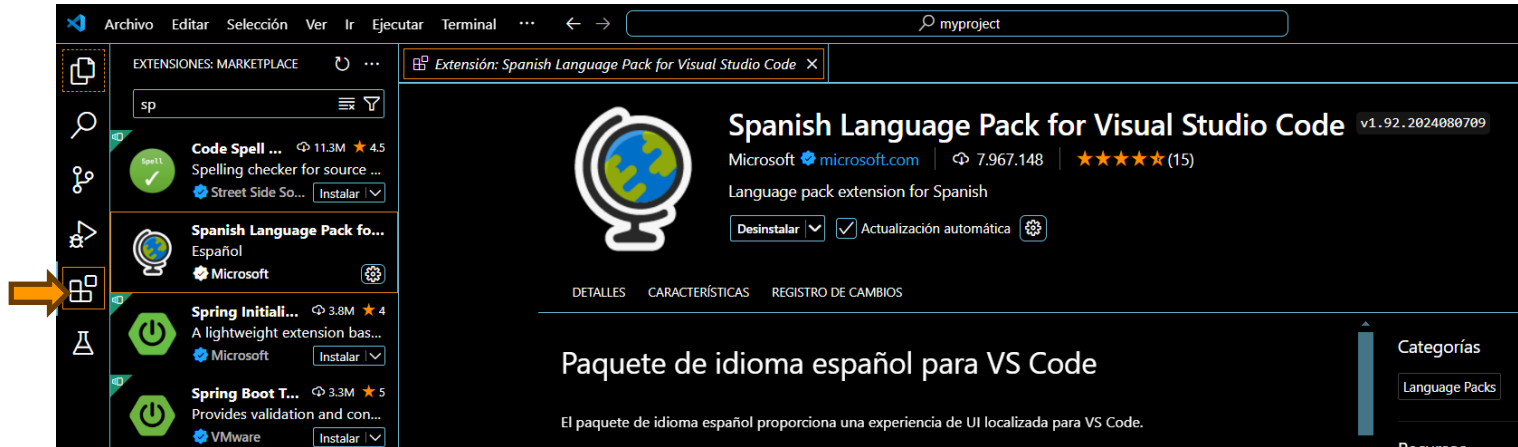 Archivo Editar Selección Ver Ir Ejecutar Terminal ··· myproject
EXTENSIONES: MARKETPLACE
sp
Code Spell ... 11.3M ★ 4.5
Spelling checker for source ...
Street Side So... Instalar
Spell
Spanish Language Pack fo...
Español
Microsoft
Spring Initiali... 3.8M ★ 4
A lightweight extension bas...
Microsoft Instalar
Spring Boot T... 3.3M ★ 5
Provides validation and con...
VMware Instalar
Extensión: Spanish Language Pack for Visual Studio Code
Spanish Language Pack for Visual Studio Code v1.92.2024080709
Microsoft microsoft.com 7.967.148 ★★★★★(15)
Language pack extension for Spanish
Desinstalar Actualización automática
DETALLES CARACTERÍSTICAS REGISTRO DE CAMBIOS
Paquete de idioma español para VS Code
El paquete de idioma español proporciona una experiencia de UI localizada para VS Code.
Categorías
Language Packs